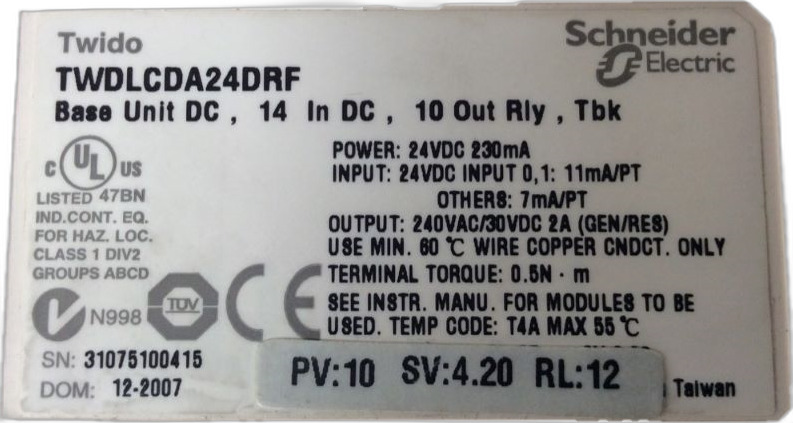 Twido
Schneider
Electric
TWDLCDA24DRF
Base Unit DC , 14 In DC , 10 Out Rly , Tbk
c UL US
LISTED 47BN
IND.CONT. EQ.
FOR HAZ. LOC.
CLASS 1 DIV2
GROUPS ABCD
N998
TUV
CE
POWER: 24VDC 230mA
INPUT: 24VDC INPUT 0,1: 11mA/PT
OTHERS: 7mA/PT
OUTPUT: 240VAC/30VDC 2A (GEN/RES)
USE MIN. 60 ℃ WIRE COPPER CNDCT. ONLY
TERMINAL TORQUE: 0.5N · m
SEE INSTR. MANU. FOR MODULES TO BE
USED. TEMP CODE: T4A MAX 55 ℃
SN: 31075100415
DOM: 12-2007
PV:10 SV:4.20 RL:12
Taiwan